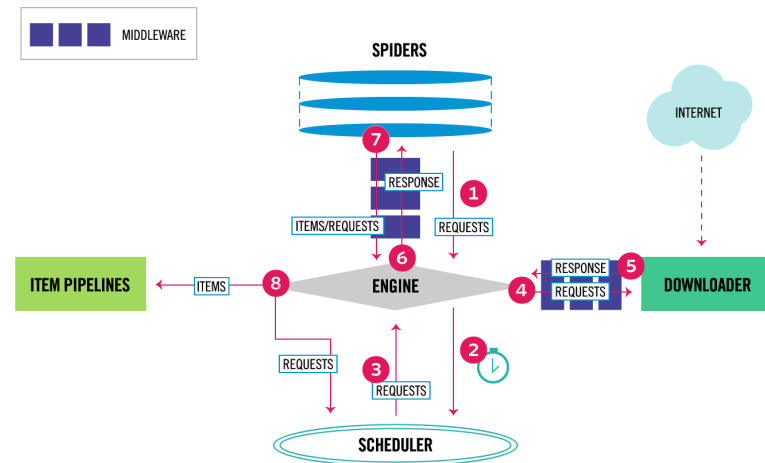 MIDDLEWARE
SPIDERS
INTERNET
7
RESPONSE
1
ITEMS/REQUESTS
REQUESTS
6
5
RESPONSE
ITEM PIPELINES
ITEMS
8
ENGINE
4
REQUESTS
DOWNLOADER
2
REQUESTS
3
REQUESTS
SCHEDULER